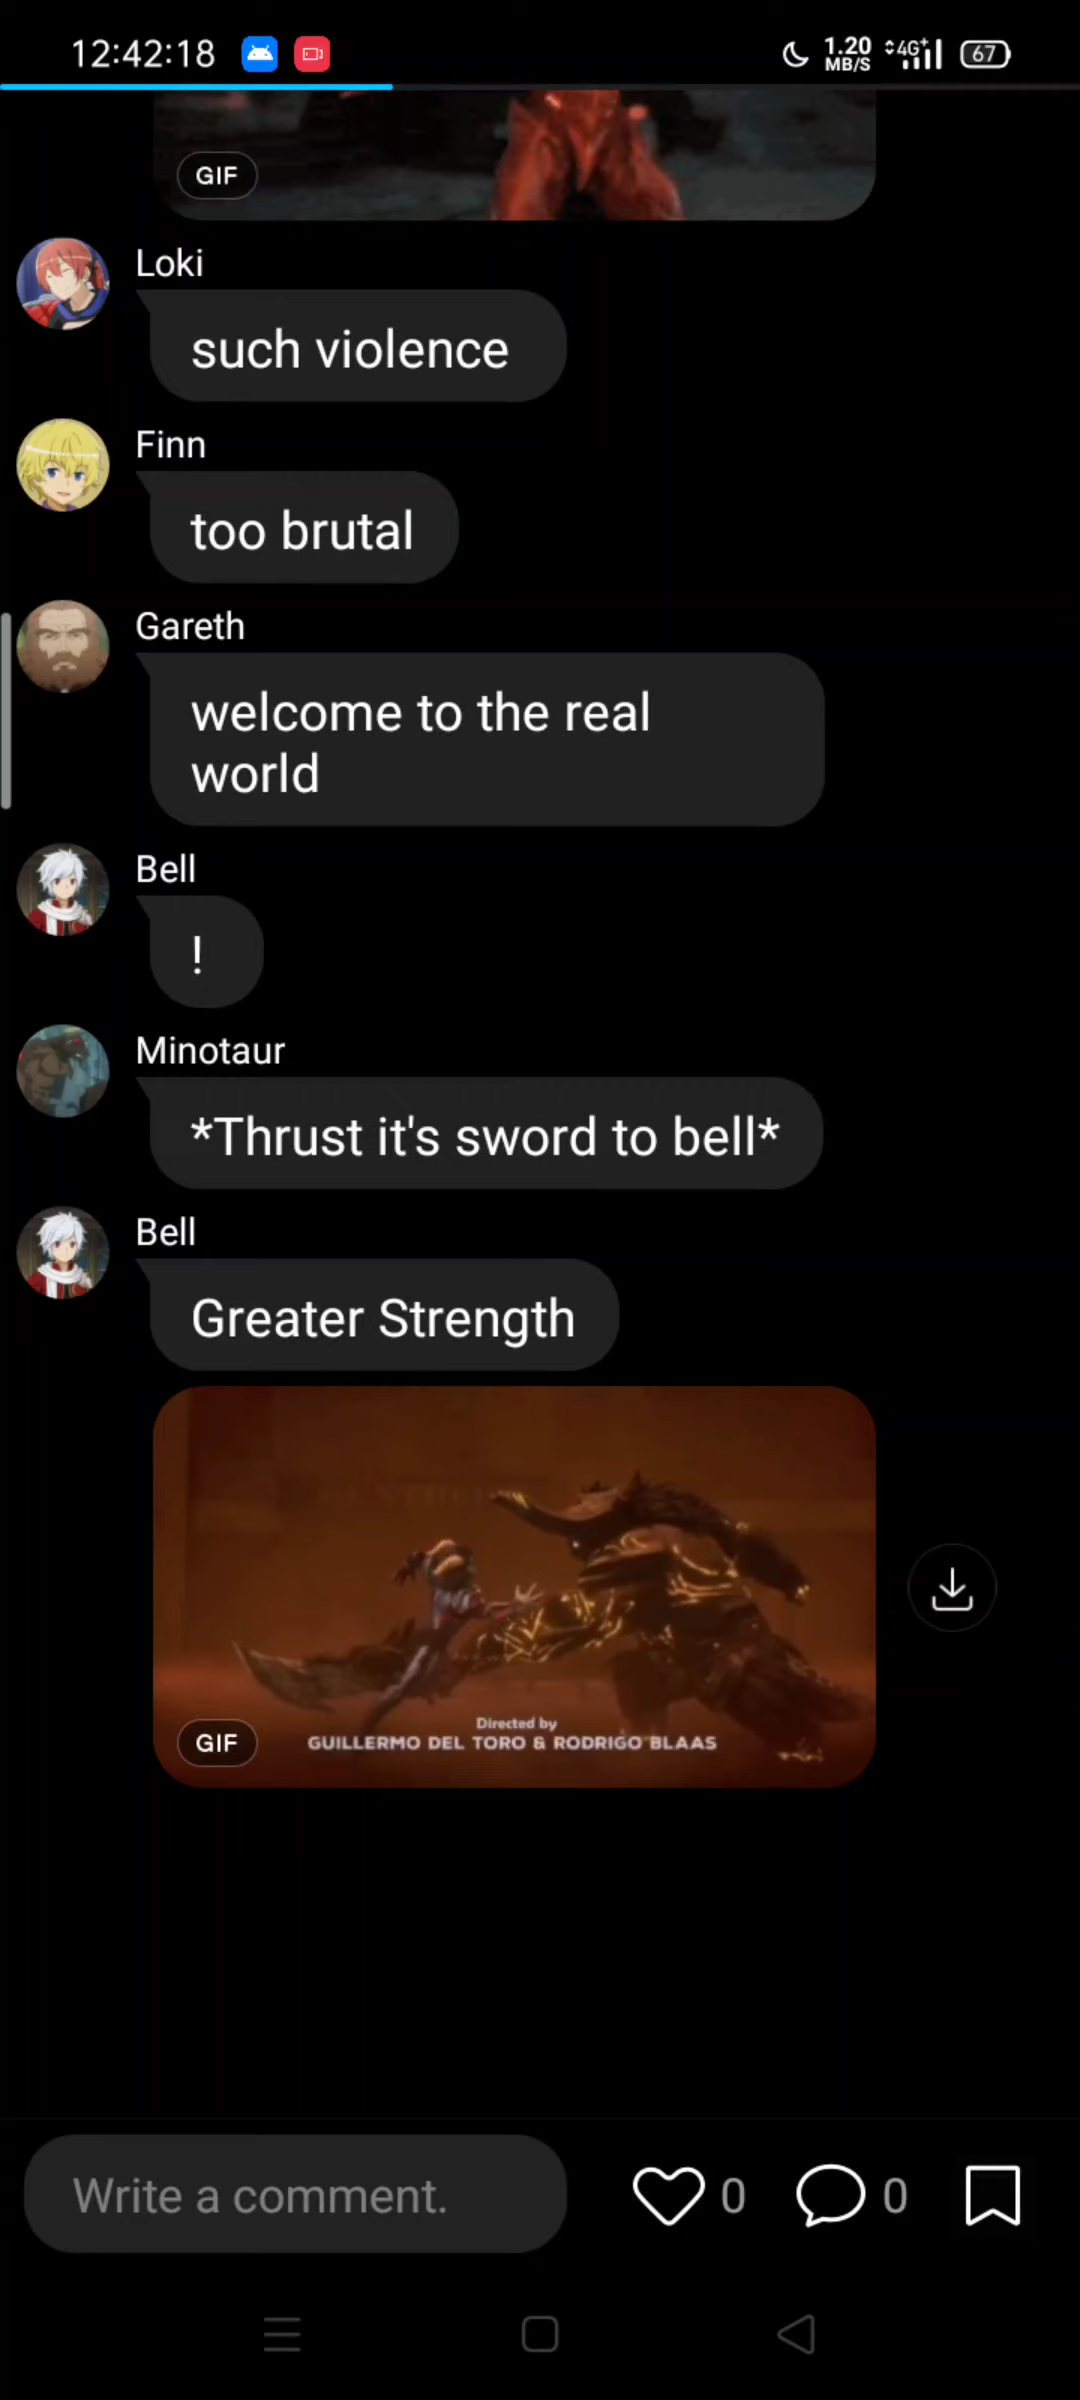 12:42:18
1.20
MB/S
4G+
67
GIF
Loki
such violence
Finn
too brutal
Gareth
welcome to the real
world
Bell
!
Minotaur
*Thrust it's sword to bell*
Bell
Greater Strength
Directed by
GUILLERMO DEL TORO & RODRIGO BLAAS
GIF
Write a comment.
0
0